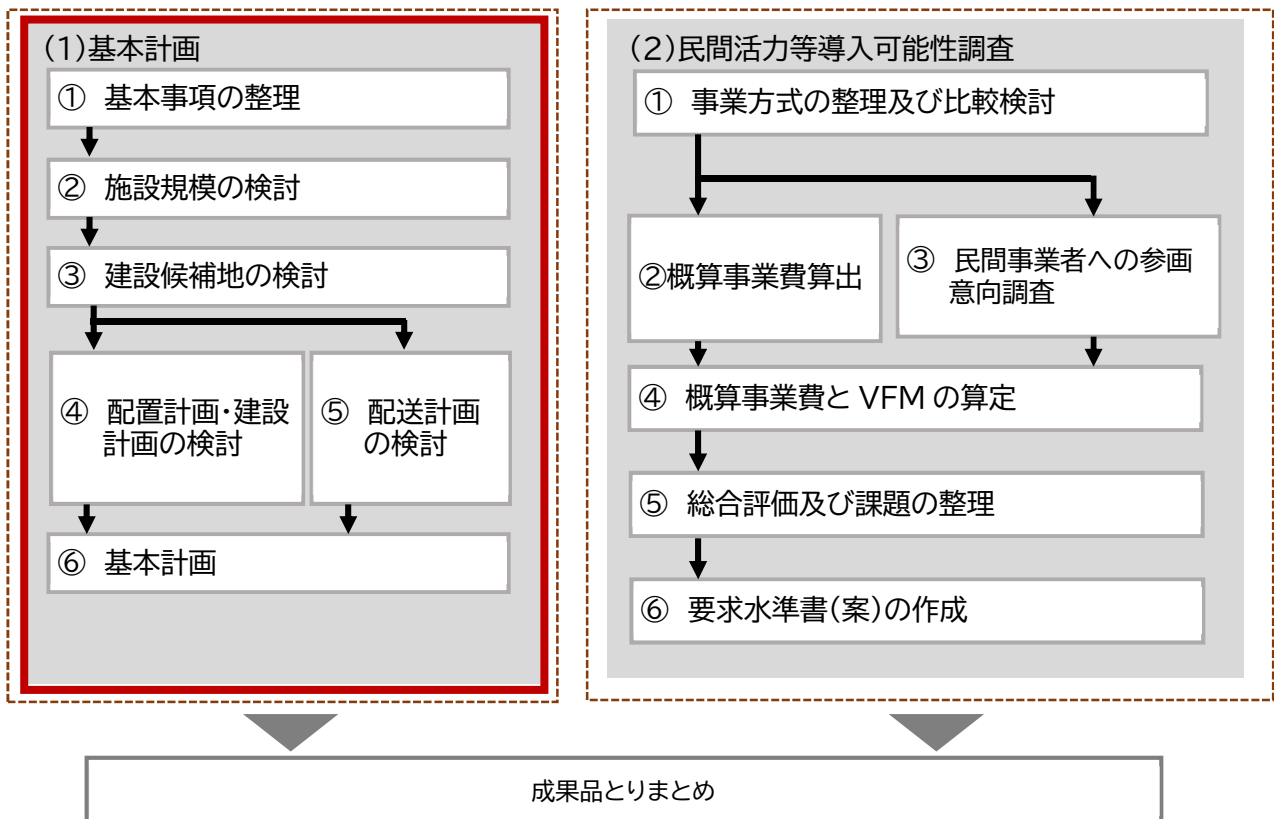 (1)基本計画
① 基本事項の整理
② 施設規模の検討
③ 建設候補地の検討
④ 配置計画・建設
計画の検討
⑤ 配送計画
の検討
⑥ 基本計画
(2)民間活力等導入可能性調査
① 事業方式の整理及び比較検討
②概算事業費算出
③ 民間事業者への参画
意向調査
④ 概算事業費と VFM の算定
⑤ 総合評価及び課題の整理
⑥ 要求水準書(案)の作成
成果品とりまとめ